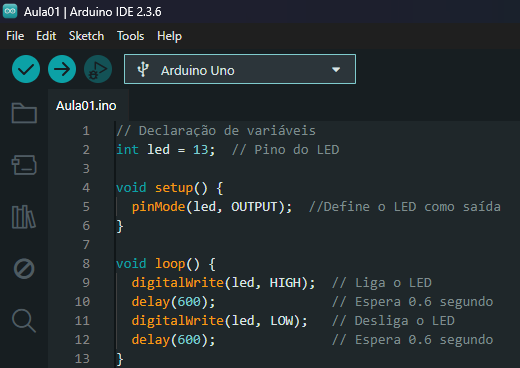 Aula01 | Arduino IDE 2.3.6
File Edit Sketch Tools Help
Arduino Uno
Aula01.ino
1 // Declaração de variáveis
2 int led = 13;  // Pino do LED
3
4 void setup() {
5   pinMode(led, OUTPUT);  //Define o LED como saída
6 }
7
8 void loop() {
9   digitalWrite(led, HIGH);  // Liga o LED
10   delay(600);               // Espera 0.6 segundo
11   digitalWrite(led, LOW);   // Desliga o LED
12   delay(600);               // Espera 0.6 segundo
13 }